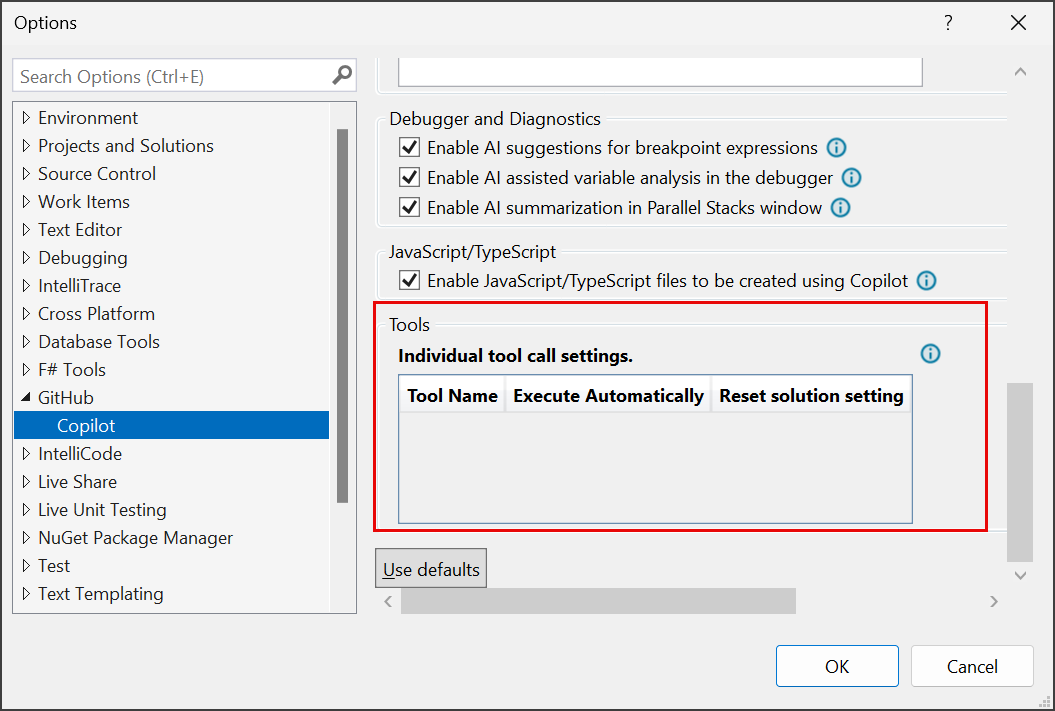 Options
?
Search Options (Ctrl+E)
Environment
Projects and Solutions
Source Control
Work Items
Text Editor
Debugging
IntelliTrace
Cross Platform
Database Tools
F# Tools
GitHub
Copilot
IntelliCode
Live Share
Live Unit Testing
NuGet Package Manager
Test
Text Templating
Debugger and Diagnostics
Enable AI suggestions for breakpoint expressions
Enable AI assisted variable analysis in the debugger
Enable AI summarization in Parallel Stacks window
JavaScript/TypeScript
Enable JavaScript/TypeScript files to be created using Copilot
Tools
Individual tool call settings.
Tool Name Execute Automatically Reset solution setting
Use defaults
OK Cancel